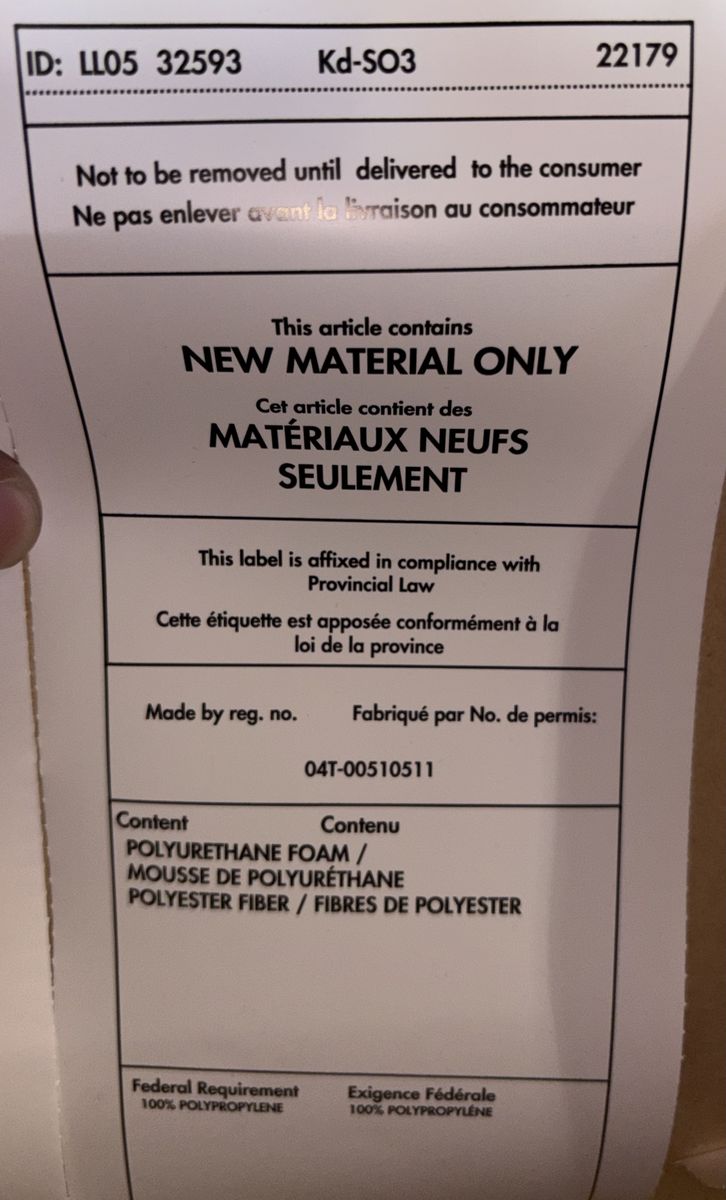 ID: LL05 32593 Kd-SO3 22179
Not to be removed until delivered to the consumer
Ne pas enlever avant la livraison au consommateur
This article contains
NEW MATERIAL ONLY
Cet article contient des
MATÉRIAUX NEUFS
SEULEMENT
This label is affixed in compliance with
Provincial Law
Cette étiquette est apposée conformément à la
loi de la province
Made by reg. no. Fabriqué par No. de permis:
04T-00510511
Content Contenu
POLYURETHANE FOAM /
MOUSSE DE POLYURÉTHANE
POLYESTER FIBER / FIBRES DE POLYESTER
Federal Requirement Exigence Fédérale
100% POLYPROPYLENE 100% POLYPROPYLÈNE